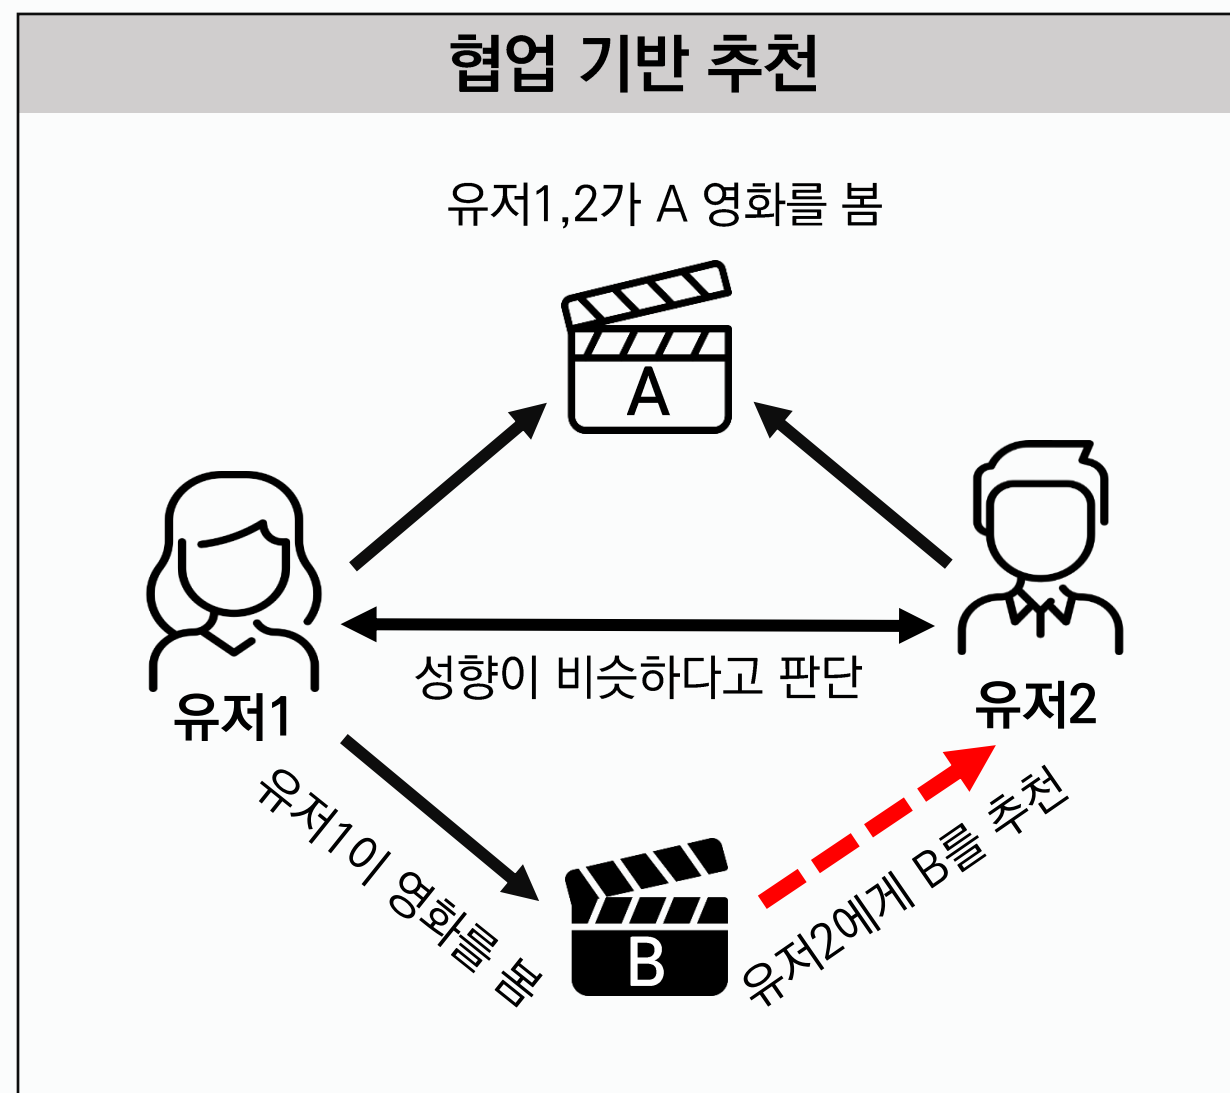 협업 기반 추천
유저1,2가 A 영화를 봄
A
성향이 비슷하다고 판단
유저1
유저2
유저1이 영화를 봄
유저2에게 B를 추천
B